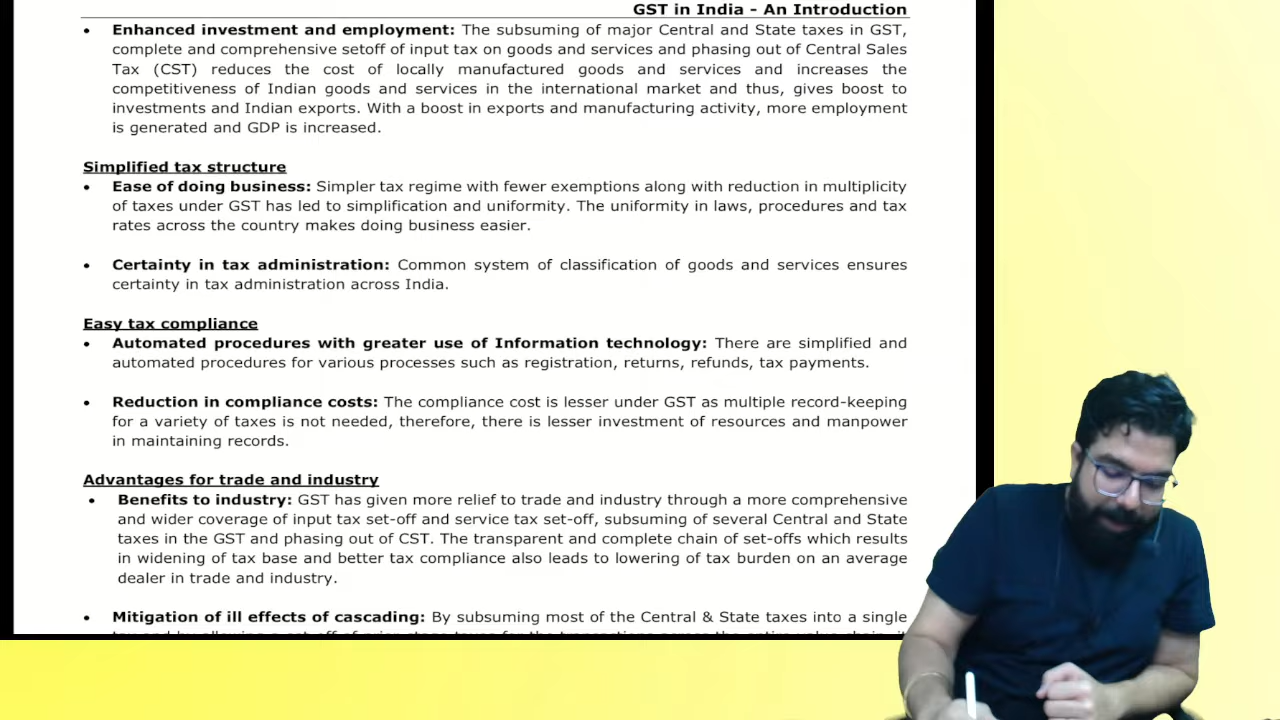 GST in India - An Introduction
• Enhanced investment and employment: The subsuming of major Central and State taxes in GST,
complete and comprehensive setoff of input tax on goods and services and phasing out of Central Sales
Tax (CST) reduces the cost of locally manufactured goods and services and increases the
competitiveness of Indian goods and services in the international market and thus, gives boost to
investments and Indian exports. With a boost in exports and manufacturing activity, more employment
is generated and GDP is increased.
Simplified tax structure
• Ease of doing business: Simpler tax regime with fewer exemptions along with reduction in multiplicity
of taxes under GST has led to simplification and uniformity. The uniformity in laws, procedures and tax
rates across the country makes doing business easier.
• Certainty in tax administration: Common system of classification of goods and services ensures
certainty in tax administration across India.
Easy tax compliance
• Automated procedures with greater use of Information technology: There are simplified and
automated procedures for various processes such as registration, returns, refunds, tax payments.
• Reduction in compliance costs: The compliance cost is lesser under GST as multiple record-keeping
for a variety of taxes is not needed, therefore, there is lesser investment of resources and manpower
in maintaining records.
Advantages for trade and industry
• Benefits to industry: GST has given more relief to trade and industry through a more comprehensive
and wider coverage of input tax set-off and service tax set-off, subsuming of several Central and State
taxes in the GST and phasing out of CST. The transparent and complete chain of set-offs which results
in widening of tax base and better tax compliance also leads to lowering of tax burden on an average
dealer in trade and industry.
• Mitigation of ill effects of cascading: By subsuming most of the Central & State taxes into a single